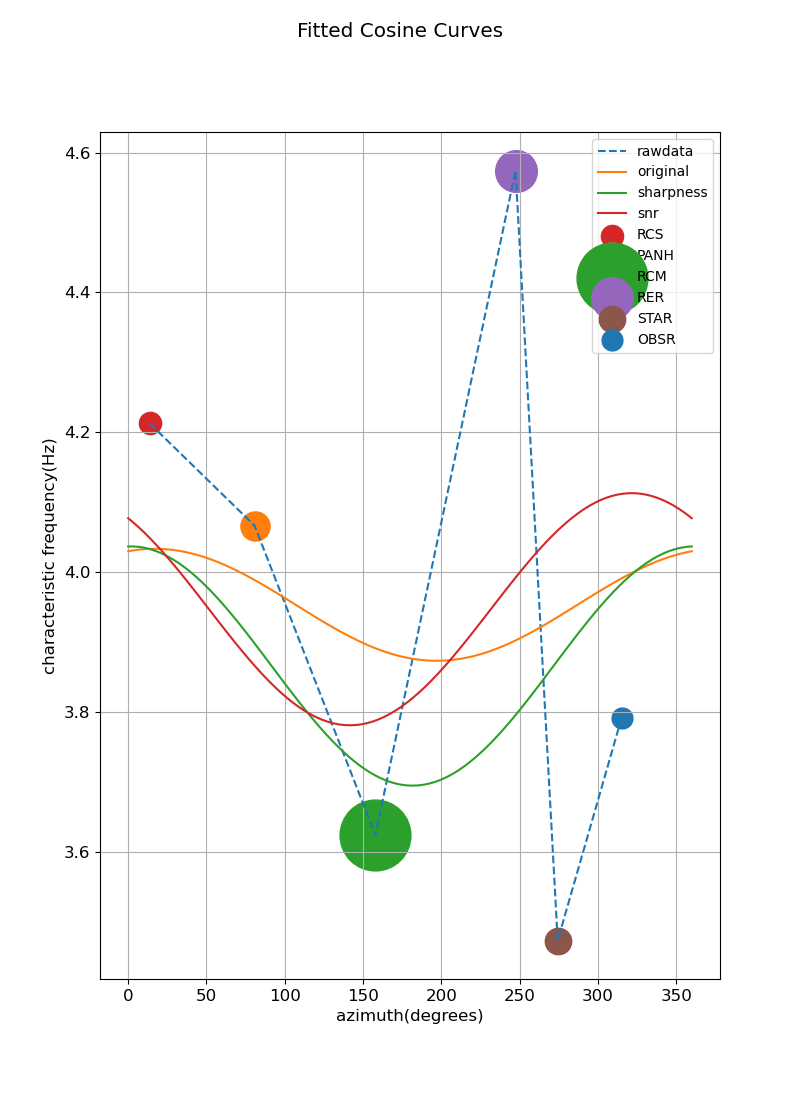 Fitted Cosine Curves
4.6
4.4
4.2
4.0
3.8
3.6
characteristic frequency(Hz)
rawdata
original
sharpness
snr
RCS
PANH
RCM
RER
STAR
OBSR
0 50 100 150 200 250 300 350
azimuth(degrees)